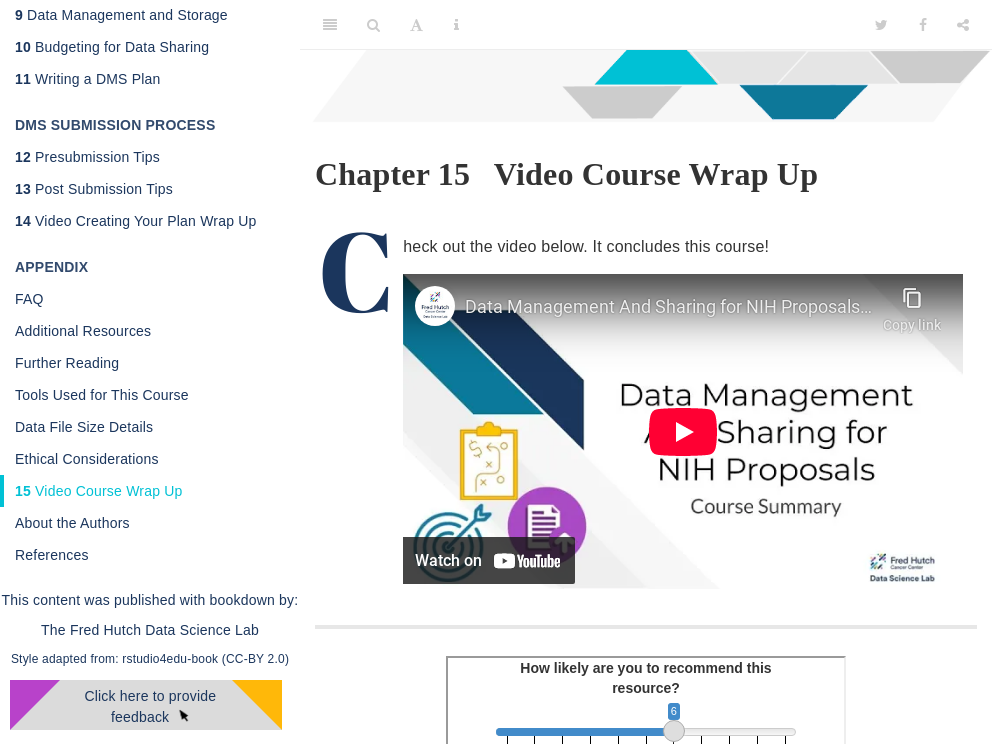 9 Data Management and Storage
10 Budgeting for Data Sharing
11 Writing a DMS Plan
DMS SUBMISSION PROCESS
12 Presubmission Tips
13 Post Submission Tips
14 Video Creating Your Plan Wrap Up
APPENDIX
FAQ
Additional Resources
Further Reading
Tools Used for This Course
Data File Size Details
Ethical Considerations
15 Video Course Wrap Up
About the Authors
References
This content was published with bookdown by:
The Fred Hutch Data Science Lab
Style adapted from: rstudio4edu-book (CC-BY 2.0)
Click here to provide
feedback
A
Chapter 15 Video Course Wrap Up
Check out the video below. It concludes this course!
Fred Hutch
Cancer Center
Data Science Lab
Data Management And Sharing for NIH Proposals...
Copy link
Data Management
Sharing for
NIH Proposals
Course Summary
Watch on YouTube
Fred Hutch
Cancer Center
Data Science Lab
How likely are you to recommend this
resource?
6